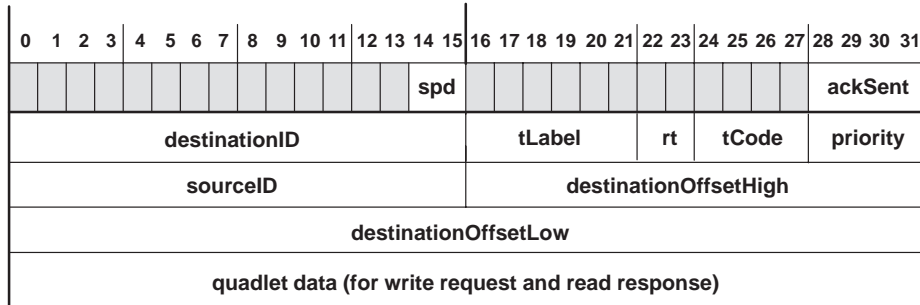 0 1 2 3 4 5 6 7 8 9 10 11 12 13 14 15 16 17 18 19 20 21 22 23 24 25 26 27 28 29 30 31
spd ackSent
destinationID tLabel rt tCode priority
sourceID destinationOffsetHigh
destinationOffsetLow
quadlet data (for write request and read response)